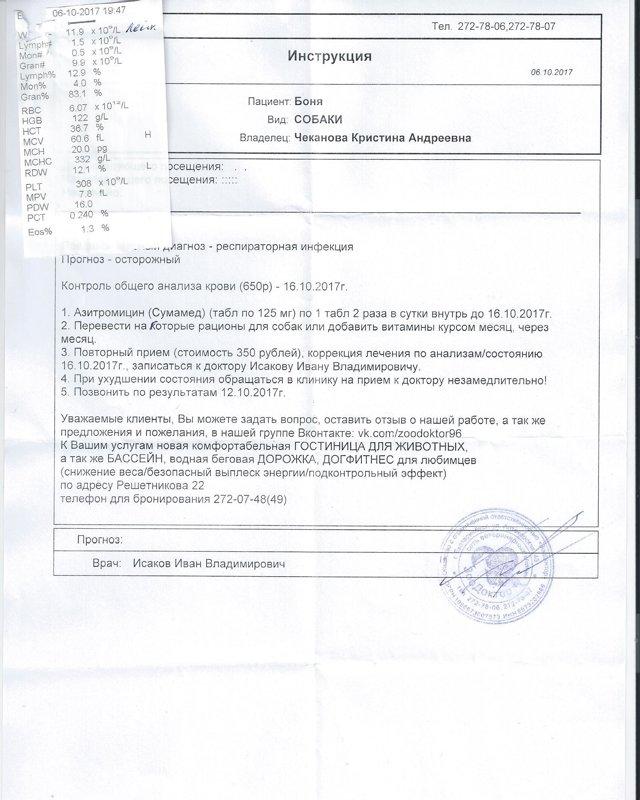 06-10-2017 19:47
11.9 x 10⁹/L
Lymph# 1.5 x 10⁹/L
Mon# 0.5 x 10⁹/L
Gran# 9.9 x 10⁹/L
Lymph% 12.9 %
Mon% 4.0 %
Gran% 83.1 %
RBC 6.07 x 10¹²/L
HGB 122 g/L
HCT 36.7 %
MCV 60.6 fL H
MCH 20.0 pg
MCHC 332 g/L
RDW 12.1 % L
PLT 308 x 10⁹/L
MPV 7.8 fL
PDW 16.0
PCT 0.240 %
Eos% 1.3 %
Тел. 272-78-06,272-78-07
Инструкция
06.10.2017
Пациент: Боня
Вид: СОБАКИ
Владелец: Чеканова Кристина Андреевна
посещения:
посещения: :::::
диагноз - респираторная инфекция
Прогноз - осторожный
Контроль общего анализа крови (650р) - 16.10.2017г.
1. Азитромицин (Сумамед) (табл по 125 мг) по 1 табл 2 раза в сутки внутрь до 16.10.2017г.
2. Перевести на которые рационы для собак или добавить витамины курсом месяц, через
месяц.
3. Повторный прием (стоимость 350 рублей), коррекция лечения по анализам/состоянию
16.10.2017г., записаться к доктору Исакову Ивану Владимировичу.
4. При ухудшении состояния обращаться в клинику на прием к доктору незамедлительно!
5. Позвонить по результатам 12.10.2017г.
Уважаемые клиенты, Вы можете задать вопрос, оставить отзыв о нашей работе, а так же
предложения и пожелания, в нашей группе Вконтакте: vk.com/zoodoktor96
К Вашим услугам новая комфортабельная ГОСТИНИЦА ДЛЯ ЖИВОТНЫХ,
а так же БАССЕЙН, водная беговая ДОРОЖКА, ДОГФИТНЕС для любимцев
(снижение веса/безопасный выплеск энергии/подконтрольный эффект)
по адресу Решетникова 22
телефон для бронирования 272-07-48(49)
Прогноз:
Врач: Исаков Иван Владимирович